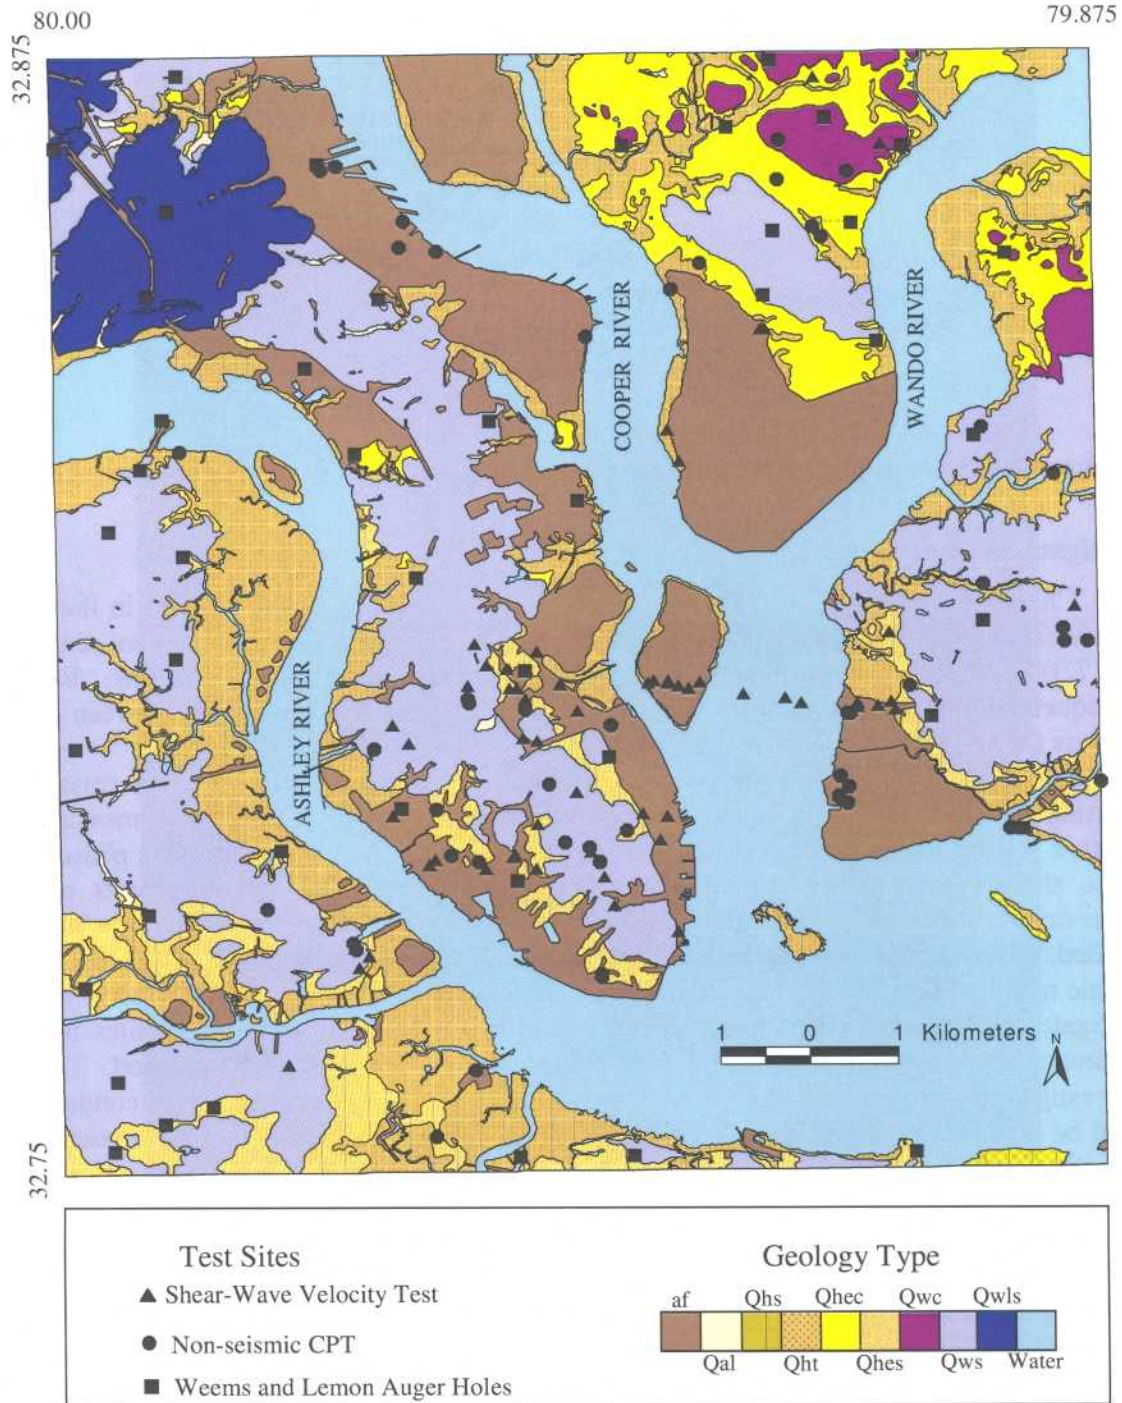 80.00
79.875
32.875
COOPER RIVER
WANDO RIVER
ASHLEY RIVER
1 0 1 Kilometers
N
32.75
Test Sites
Shear-Wave Velocity Test
Non-seismic CPT
Weems and Lemon Auger Holes
Geology Type
af Qhs Qhec Qwc Qwls
Qal Qht Qhes Qws Water